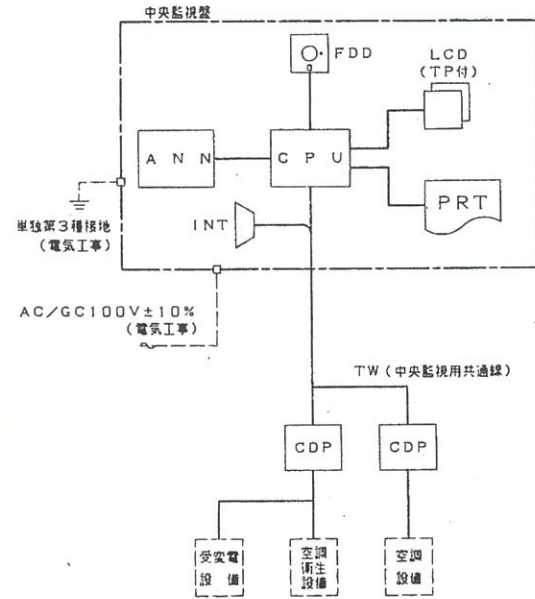 中央監視盤
FDD
LCD
(TP付)
ANN
CPU
PRT
INT
単独第3種接地
(電気工事)
AC/GC100V±10%
(電気工事)
TW(中央監視用共通線)
CDP
CDP
受変電
設備
空調
衛生
設備
空調
設備